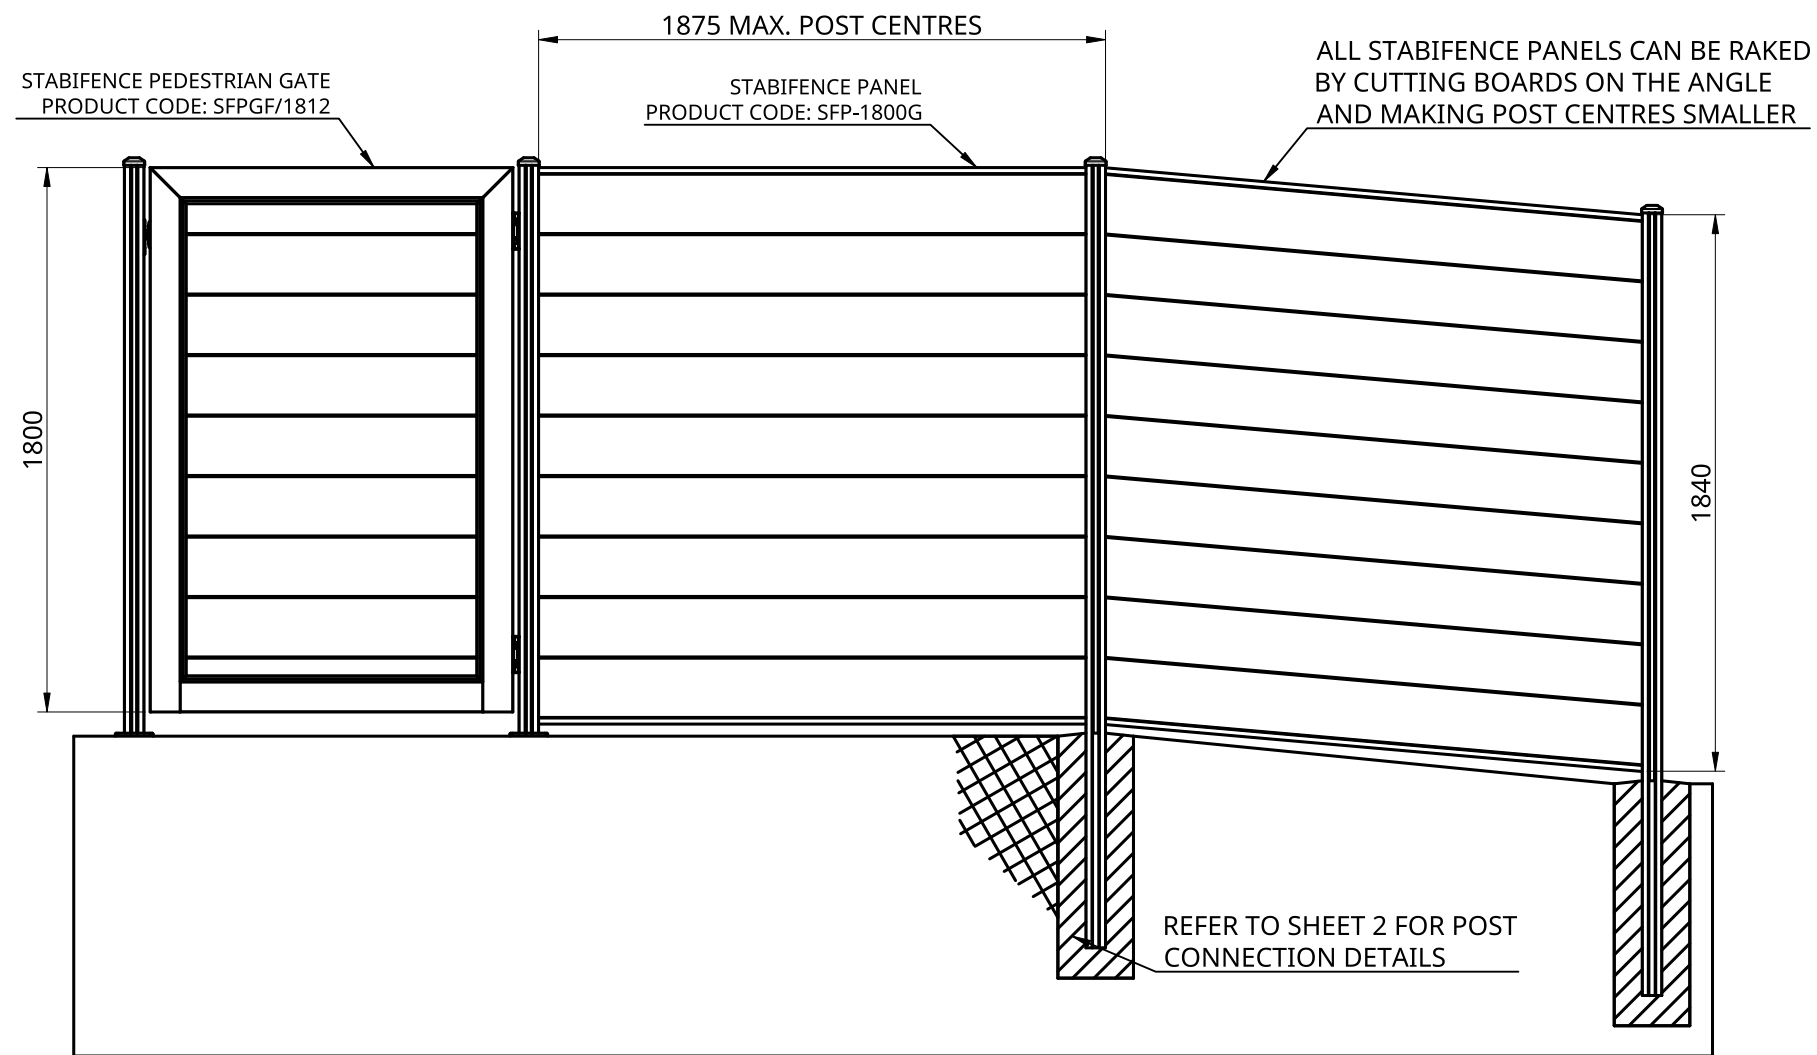 1875 MAX. POST CENTRES
STABIFENCE PEDESTRIAN GATE
PRODUCT CODE: SFPGF/1812
STABIFENCE PANEL
PRODUCT CODE: SFP-1800G
ALL STABIFENCE PANELS CAN BE RAKED
BY CUTTING BOARDS ON THE ANGLE
AND MAKING POST CENTRES SMALLER
1800
1840
REFER TO SHEET 2 FOR POST
CONNECTION DETAILS